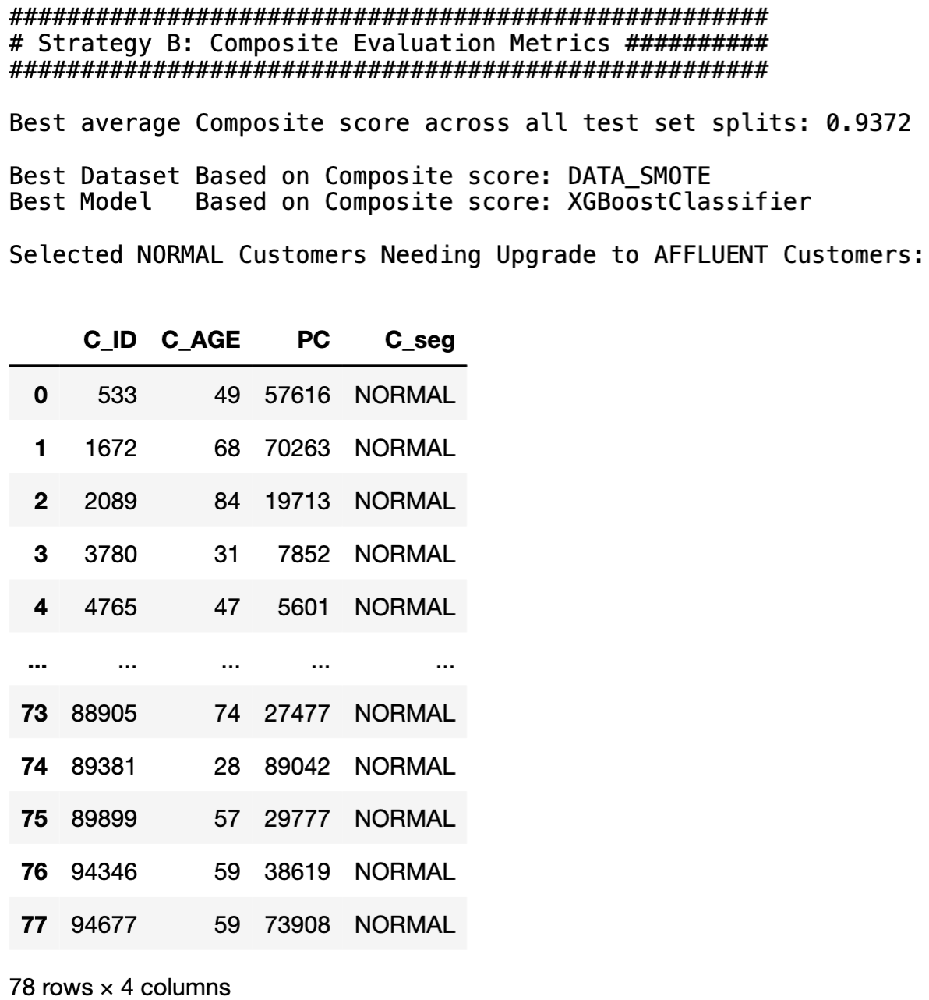 #####################################################
# Strategy B: Composite Evaluation Metrics ##########
#####################################################
Best average Composite score across all test set splits: 0.9372
Best Dataset Based on Composite score: DATA_SMOTE
Best Model   Based on Composite score: XGBoostClassifier
Selected NORMAL Customers Needing Upgrade to AFFLUENT Customers:
C_ID C_AGE PC C_seg
0 533 49 57616 NORMAL
1 1672 68 70263 NORMAL
2 2089 84 19713 NORMAL
3 3780 31 7852 NORMAL
4 4765 47 5601 NORMAL
... ... ... ... ...
73 88905 74 27477 NORMAL
74 89381 28 89042 NORMAL
75 89899 57 29777 NORMAL
76 94346 59 38619 NORMAL
77 94677 59 73908 NORMAL
78 rows × 4 columns